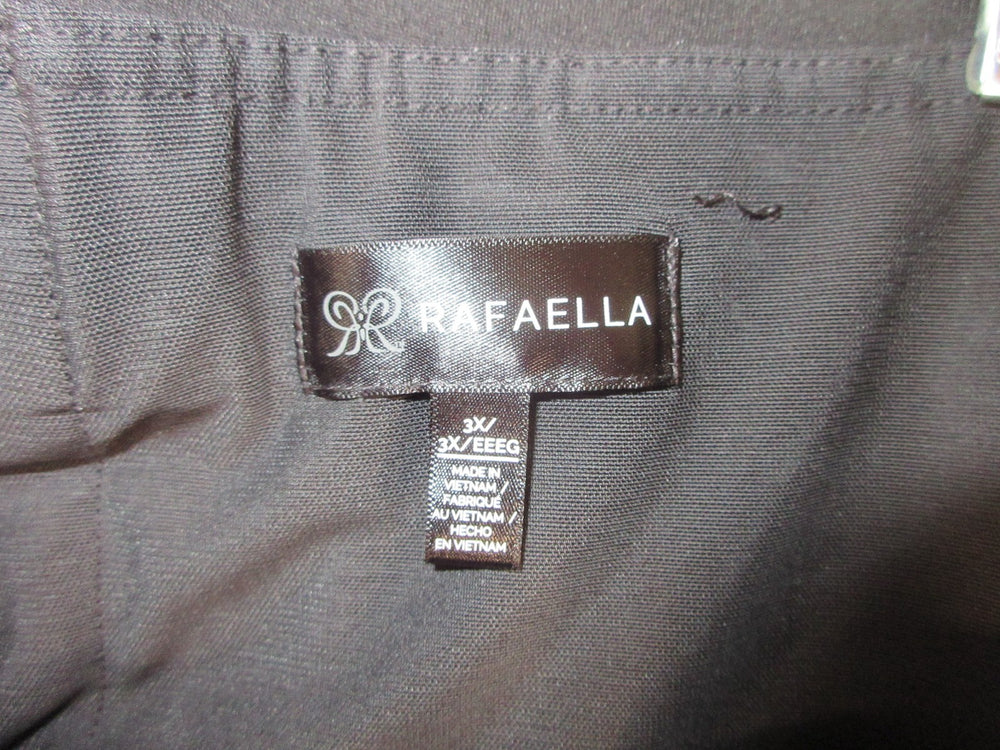 RAFAELLA
3X/
3X/EEEG
MADE IN
VIETNAM /
FABRIQUÉ
AU VIETNAM /
HECHO
EN VIETNAM